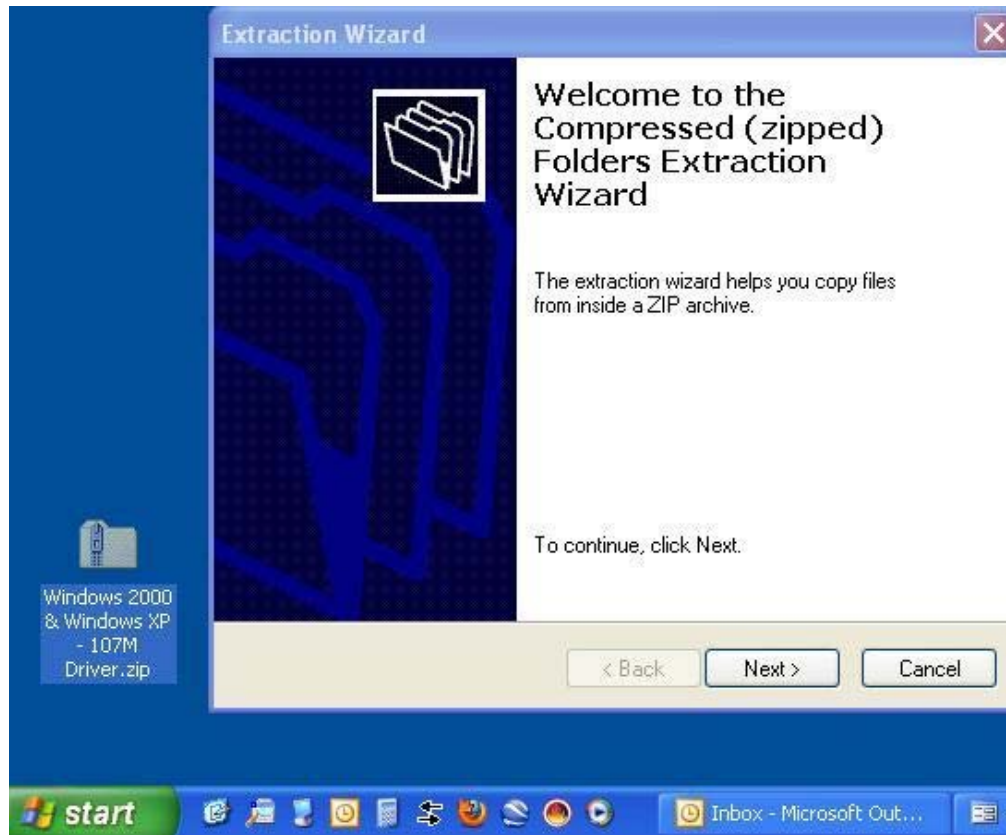 Extraction Wizard
Welcome to the
Compressed (zipped)
Folders Extraction
Wizard
The extraction wizard helps you copy files
from inside a ZIP archive.
To continue, click Next.
Windows 2000
& Windows XP
- 107M
Driver.zip
< Back Next > Cancel
start Inbox - Microsoft Out...